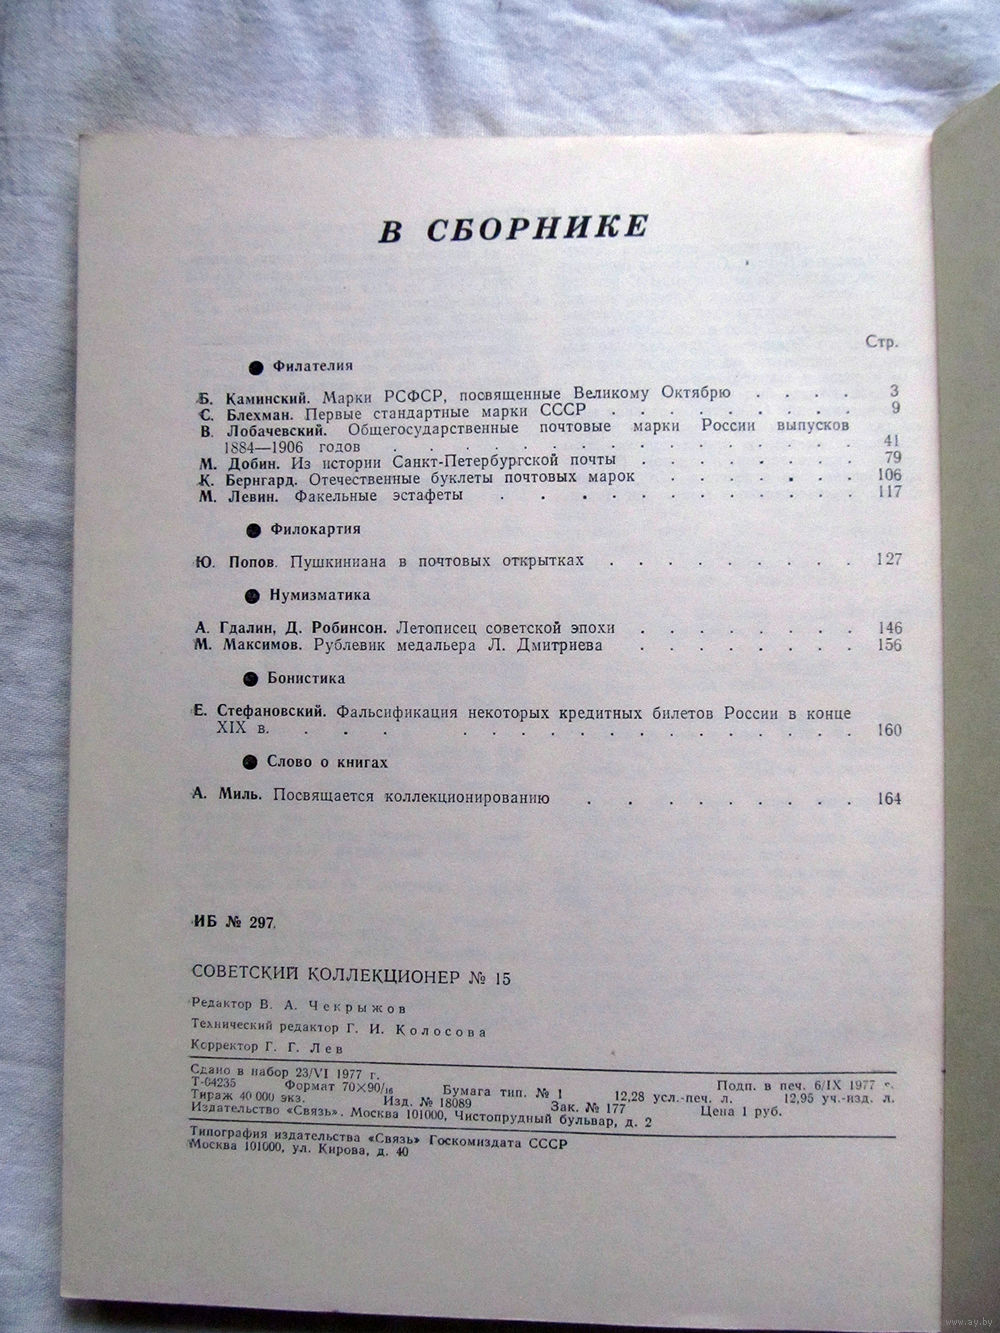 В СБОРНИКЕ
Стр.
● Филателия
Б. Каминский. Марки РСФСР, посвященные Великому Октябрю . . . . 3
С. Блехман. Первые стандартные марки СССР . . . . . . . . . 9
В. Лобачевский. Общегосударственные почтовые марки России выпусков
1884—1906 годов . . . . . . . . . . . . 41
М. Добин. Из истории Санкт-Петербургской почты . . . . . . . 79
К. Бернгард. Отечественные буклеты почтовых марок . . . . . 106
М. Левин. Факельные эстафеты . . . . . . . . . . 117
● Филокартия
Ю. Попов. Пушкиниана в почтовых открытках . . . . . . . 127
● Нумизматика
А. Гдалин, Д. Робинсон. Летописец советской эпохи . . . . . . 146
М. Максимов. Рублевик медальера Л. Дмитриева . . . . . . 156
● Бонистика
Е. Стефановский. Фальсификация некоторых кредитных билетов России в конце
XIX в. . . . . . . . . . . . . . 160
● Слово о книгах
А. Миль. Посвящается коллекционированию . . . . . . . 164
ИБ № 297.
СОВЕТСКИЙ КОЛЛЕКЦИОНЕР № 15
Редактор В. А. Чекрыжов
Технический редактор Г. И. Колосова
Корректор Г. Г. Лев
Сдано в набор 23/VI 1977 г. Подп. в печ. 6/IX 1977 г.
Т-04235 Формат 70×90/16 Бумага тип. № 1 12,28 усл.-печ. л. 12,95 уч.-изд. л.
Тираж 40 000 экз. Изд. № 18089 Зак. № 177 Цена 1 руб.
Издательство «Связь». Москва 101000, Чистопрудный бульвар, д. 2
Типография издательства «Связь» Госкомиздата СССР
Москва 101000, ул. Кирова, д. 40
www.ay.by